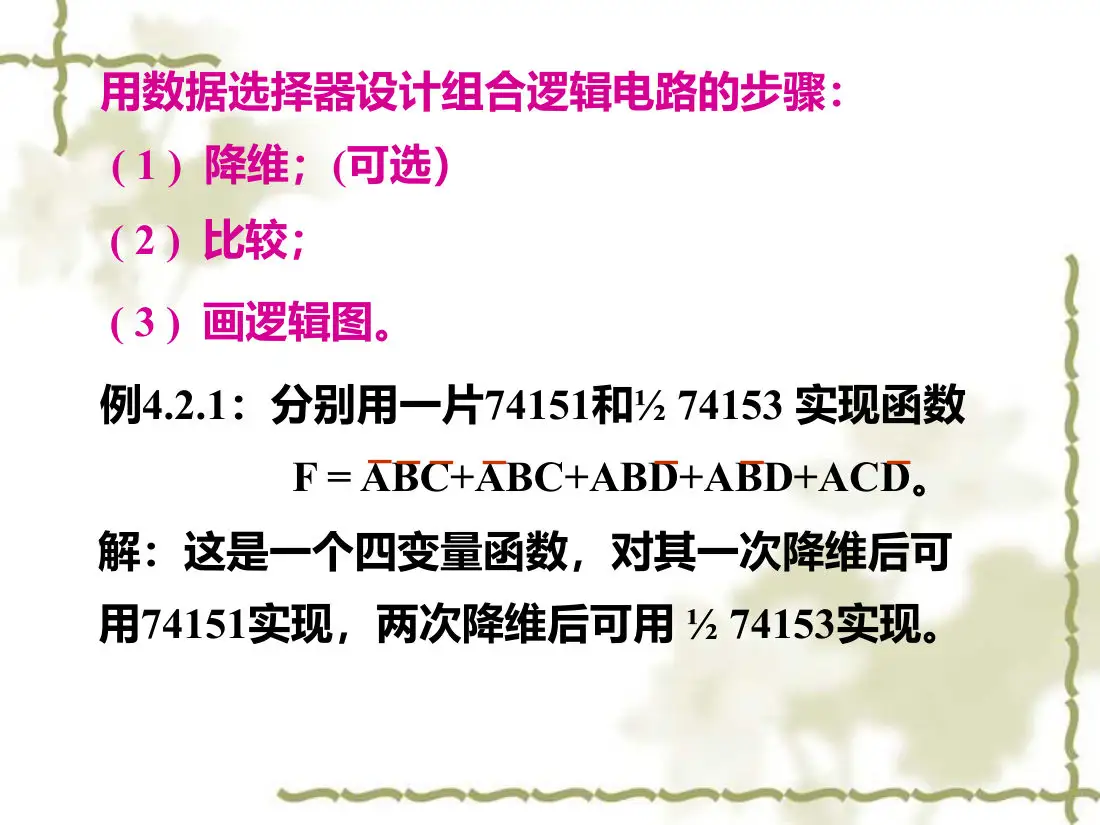 用数据选择器设计组合逻辑电路的步骤：
( 1 ) 降维；(可选）
( 2 ) 比较；
( 3 ) 画逻辑图。
例4.2.1：分别用一片74151和½ 74153 实现函数
F = A̅B̅C̅+A̅BC+ABD̅+AB̅D+ACD̅。
解：这是一个四变量函数，对其一次降维后可
用74151实现，两次降维后可用 ½ 74153实现。